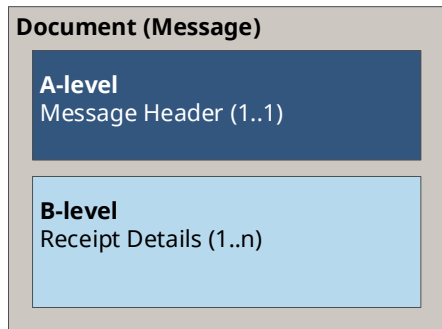 Document (Message)
A-level
Message Header (1..1)
B-level
Receipt Details (1..n)